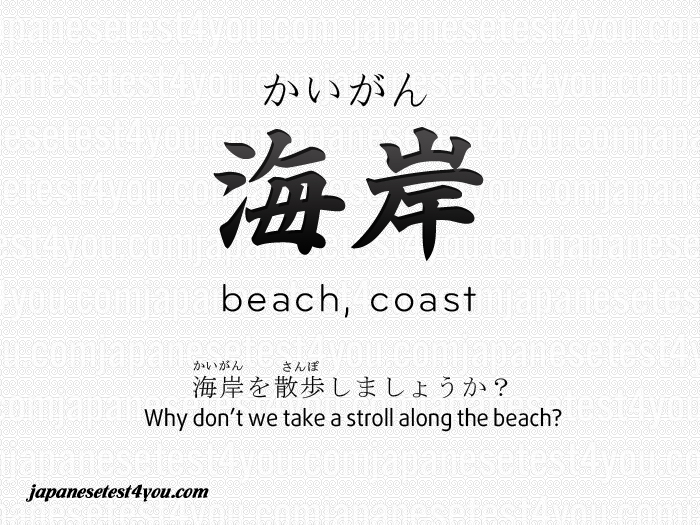 かいがん
海岸
beach, coast
かいがん さんぽ
海岸を散歩しましょうか？
Why don't we take a stroll along the beach?
japanesetest4you.com